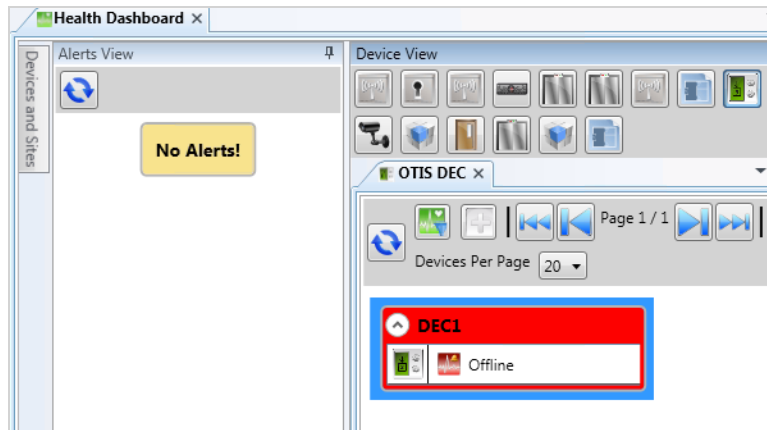 Health Dashboard
Devices and Sites
Alerts View
No Alerts!
Device View
OTIS DEC
Page 1 / 1
Devices Per Page 20
DEC1
Offline